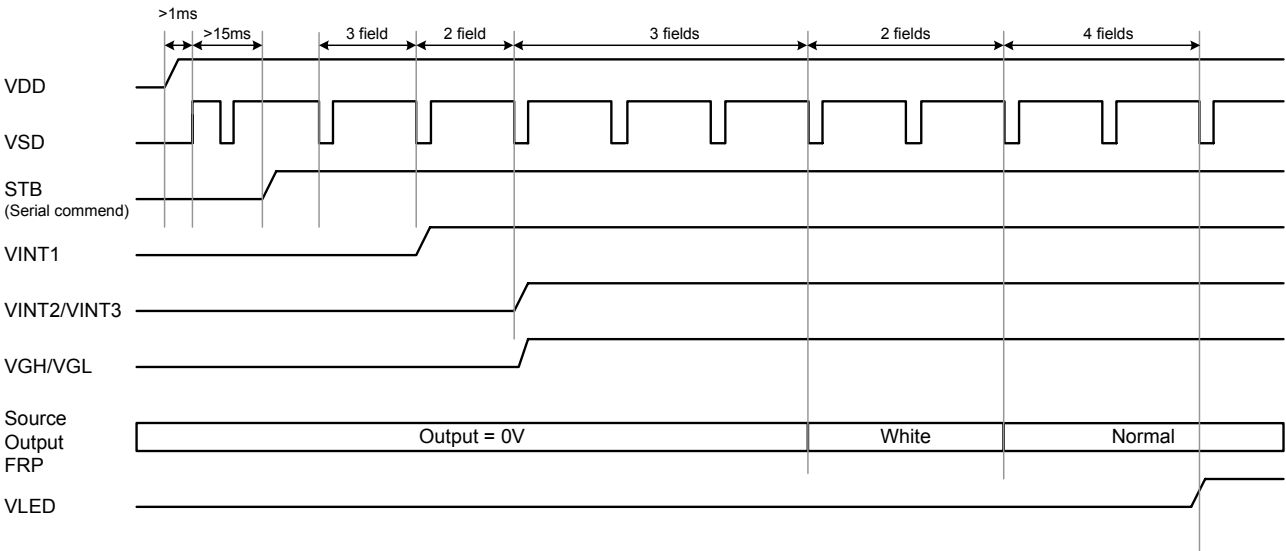 >1ms
>15ms
3 field
2 field
3 fields
2 fields
4 fields
VDD
VSD
STB
(Serial commend)
VINT1
VINT2/VINT3
VGH/VGL
Source
Output
FRP
Output = 0V
White
Normal
VLED